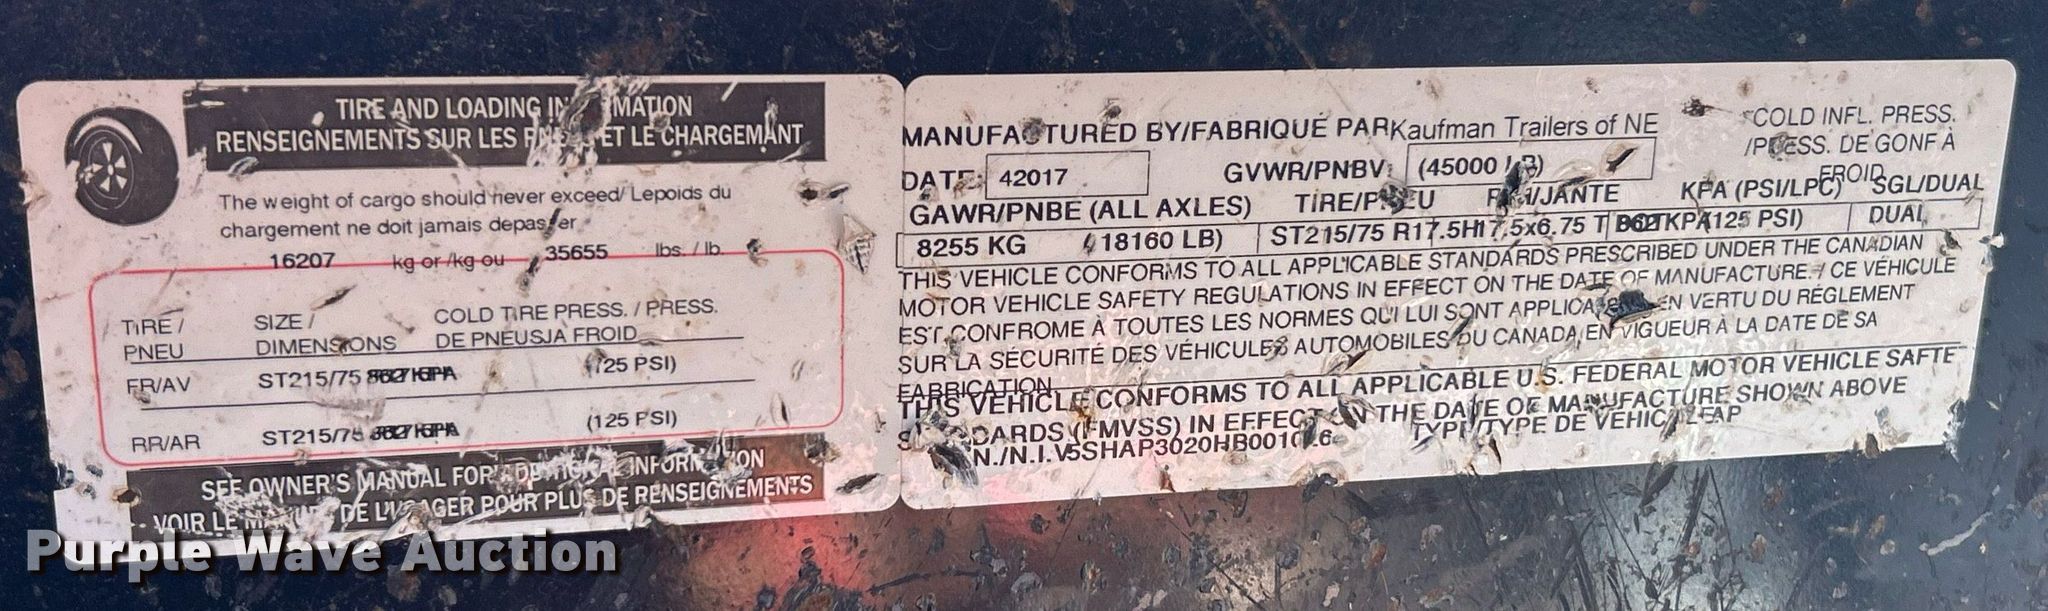 TIRE AND LOADING
RENSEIGNEMENTS SUR LES ET LE CHARGEMANT
The weight of cargo should never exceed/ Lepoids du
chargement ne doit jamais depasser
16207 kg or /kg ou 35655 lbs. / lb.
TIRE / SIZE / COLD TIRE PRESS. / PRESS.
PNEU DIMENSIONS DE PNEUSJA FROID
FR/AV ST215/75 (125 PSI)
RR/AR ST215/75 (125 PSI)
SEE OWNER'S MANUAL FOR
VOIR LE DE POUR PLUS DE RENSEIGNEMENTS
MANUFACTURED BY/FABRIQUE PAR Kaufman Trailers of NE
COLD INFL. PRESS.
/PRESS. DE GONF À
FROID
DATE: 42017 GVWR/PNBV: (45000 LB)
GAWR/PNBE (ALL AXLES) TIRE/PNEU /JANTE KPA (PSI/LPC) SGL/DUAL
8255 KG (18160 LB) ST215/75 R17.5H 17.5x6.75 125 PSI) DUAL
THIS VEHICLE CONFORMS TO ALL APPLICABLE STANDARDS PRESCRIBED UNDER THE CANADIAN
MOTOR VEHICLE SAFETY REGULATIONS IN EFFECT ON THE DATE OF MANUFACTURE. / CE VÉHICULE
EST CONFROME À TOUTES LES NORMES QUI LUI SONT EN VERTU DU RÉGLEMENT
SUR LA SÉCURITÉ DES VÉHICULES AUTOMOBILES DU CANADA EN VIGUEUR À LA DATE DE SA
FABRICATION
THIS VEHICLE CONFORMS TO ALL APPLICABLE U.S. FEDERAL MOTOR VEHICLE SAFTE
(FMVSS) IN EFFECT ON THE DATE OF MANUFACTURE SHOWN ABOVE
/N.I.V
Purple Wave Auction